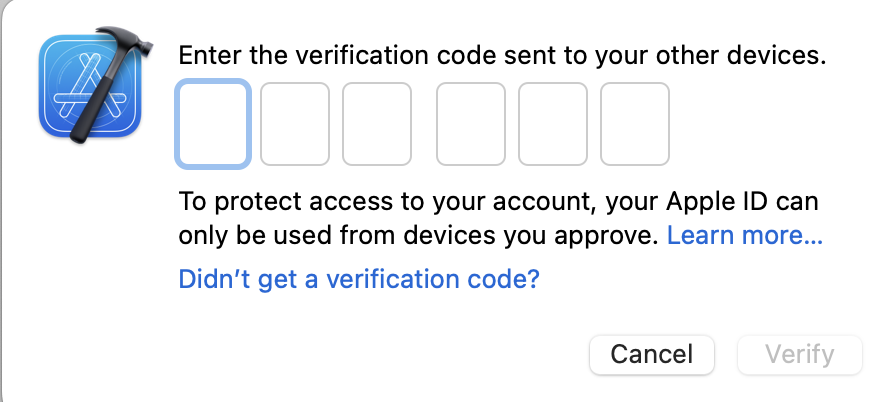 Enter the verification code sent to your other devices.
To protect access to your account, your Apple ID can
only be used from devices you approve. Learn more...
Didn’t get a verification code?
Cancel
Verify